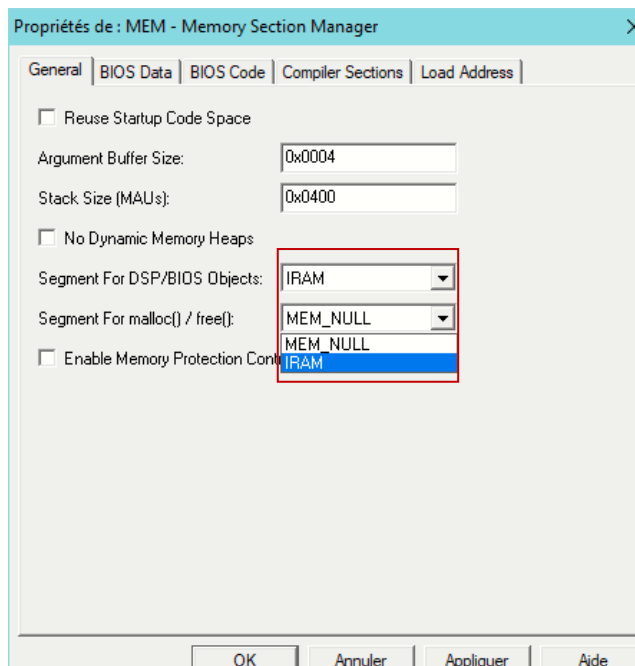 Propriétés de : MEM - Memory Section Manager
General BIOS Data BIOS Code Compiler Sections Load Address
Reuse Startup Code Space
Argument Buffer Size: 0x0004
Stack Size (MAUs): 0x0400
No Dynamic Memory Heaps
Segment For DSP/BIOS Objects: IRAM
Segment For malloc() / free(): MEM_NULL
MEM_NULL
Enable Memory Protection Cont IRAM
OK Annuler Appliquer Aide